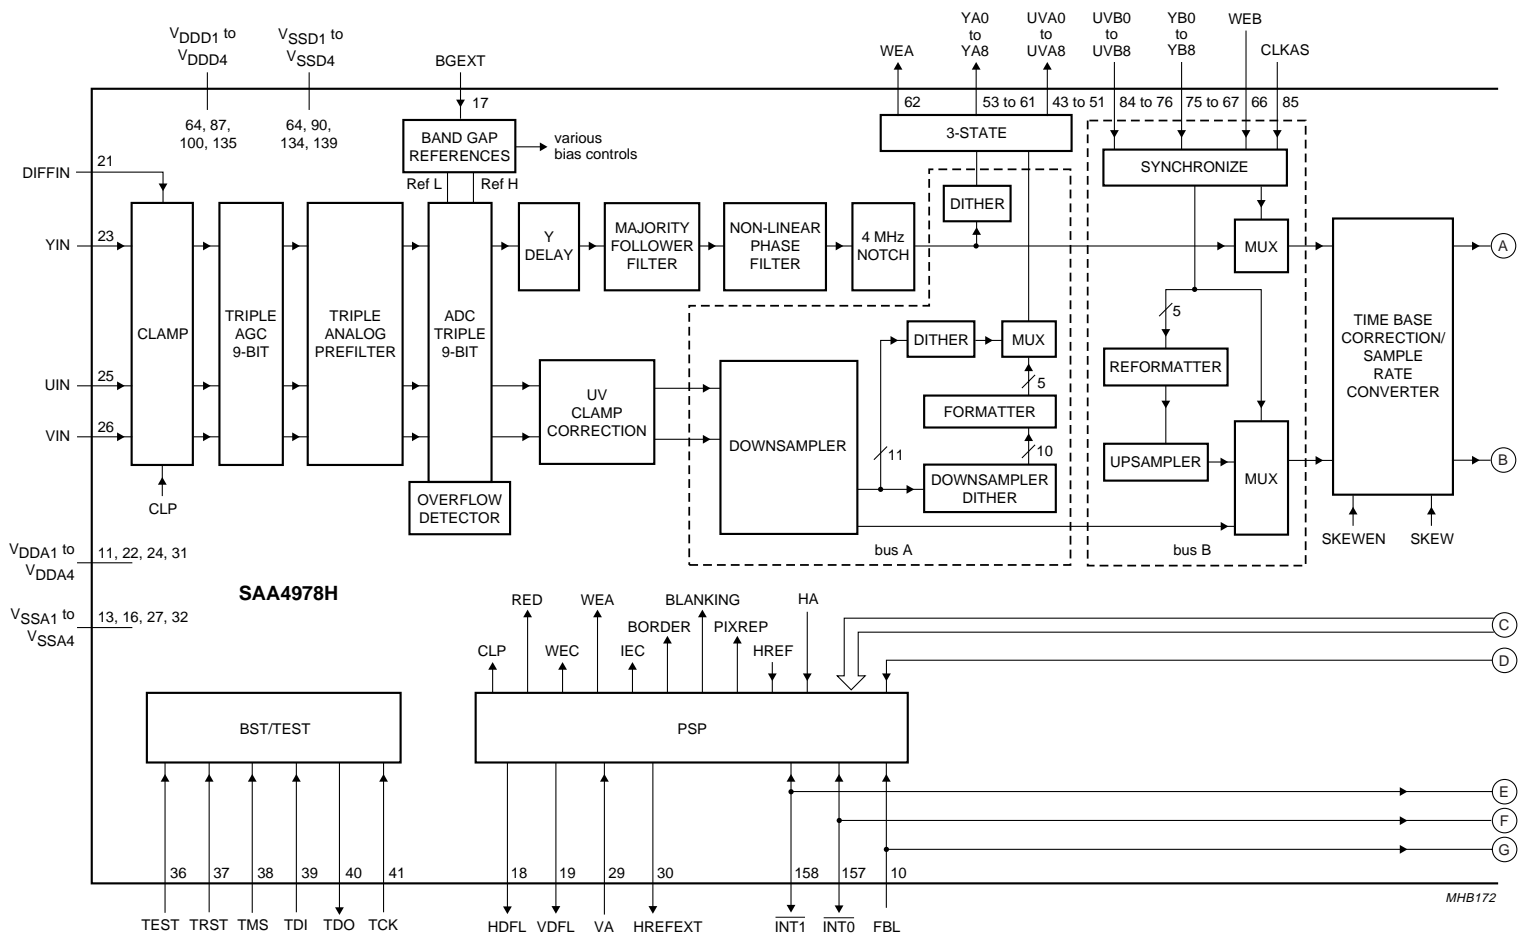 VDDD1 to
VDDD4
VSSD1 to
VSSD4
BGEXT
WEA
YA0
to
YA8
UVA0
to
UVA8
UVB0
to
UVB8
YB0
to
YB8
WEB
CLKAS
17
62
53 to 61
43 to 51
84 to 76
75 to 67
66
85
64, 87,
100, 135
64, 90,
134, 139
BAND GAP
REFERENCES
various
bias controls
3-STATE
SYNCHRONIZE
DIFFIN
21
Ref L
Ref H
DITHER
YIN
23
Y
DELAY
MAJORITY
FOLLOWER
FILTER
NON-LINEAR
PHASE
FILTER
4 MHz
NOTCH
MUX
A
CLAMP
TRIPLE
AGC
9-BIT
TRIPLE
ANALOG
PREFILTER
ADC
TRIPLE
9-BIT
DITHER
MUX
5
REFORMATTER
TIME BASE
CORRECTION/
SAMPLE
RATE
CONVERTER
UIN
25
UV
CLAMP
CORRECTION
5
FORMATTER
VIN
26
DOWNSAMPLER
11
10
DOWNSAMPLER
DITHER
UPSAMPLER
MUX
B
CLP
OVERFLOW
DETECTOR
bus A
bus B
SKEWEN
SKEW
VDDA1 to
VDDA4
11, 22, 24, 31
SAA4978H
VSSA1 to
VSSA4
13, 16, 27, 32
RED
WEA
BLANKING
HA
BORDER
PIXREP
CLP
WEC
IEC
HREF
C
D
BST/TEST
PSP
E
F
G
36
37
38
39
40
41
18
19
29
30
158
157
10
TEST
TRST
TMS
TDI
TDO
TCK
HDFL
VDFL
VA
HREFEXT
INT1
INT0
FBL
MHB172